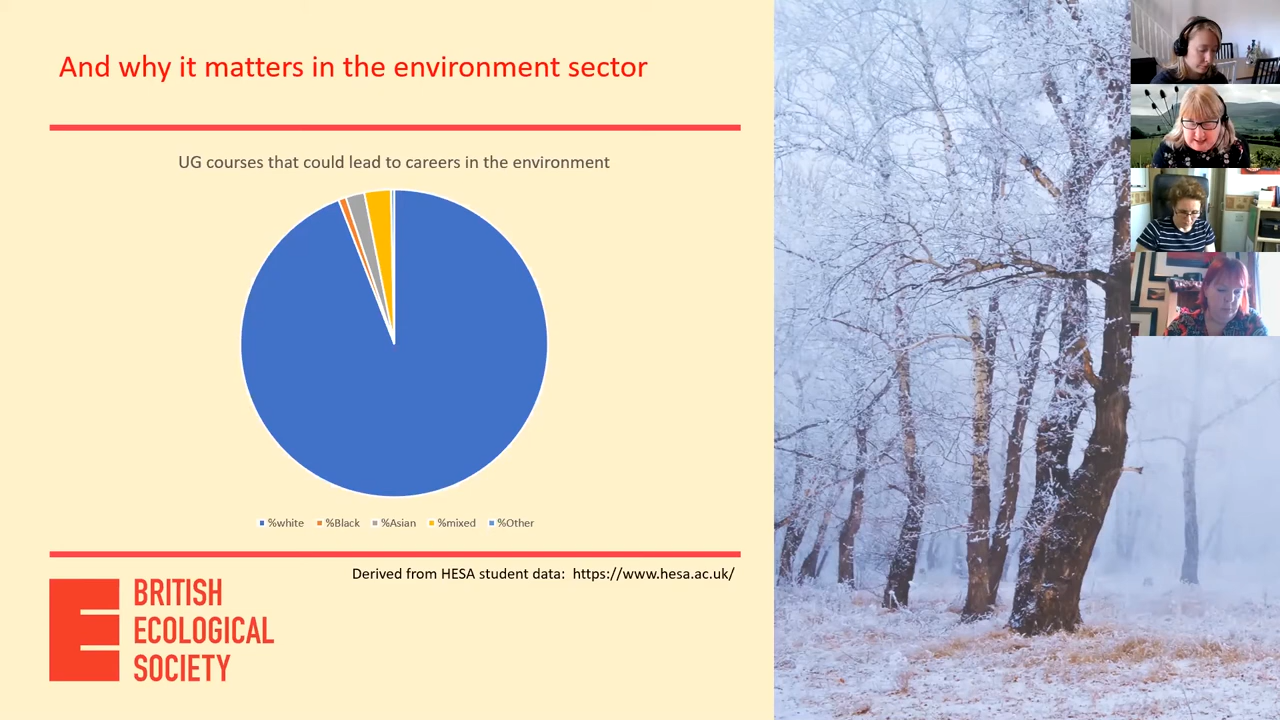 And why it matters in the environment sector
UG courses that could lead to careers in the environment
%white %Black %Asian %mixed %Other
Derived from HESA student data: https://www.hesa.ac.uk/
BRITISH
ECOLOGICAL
SOCIETY